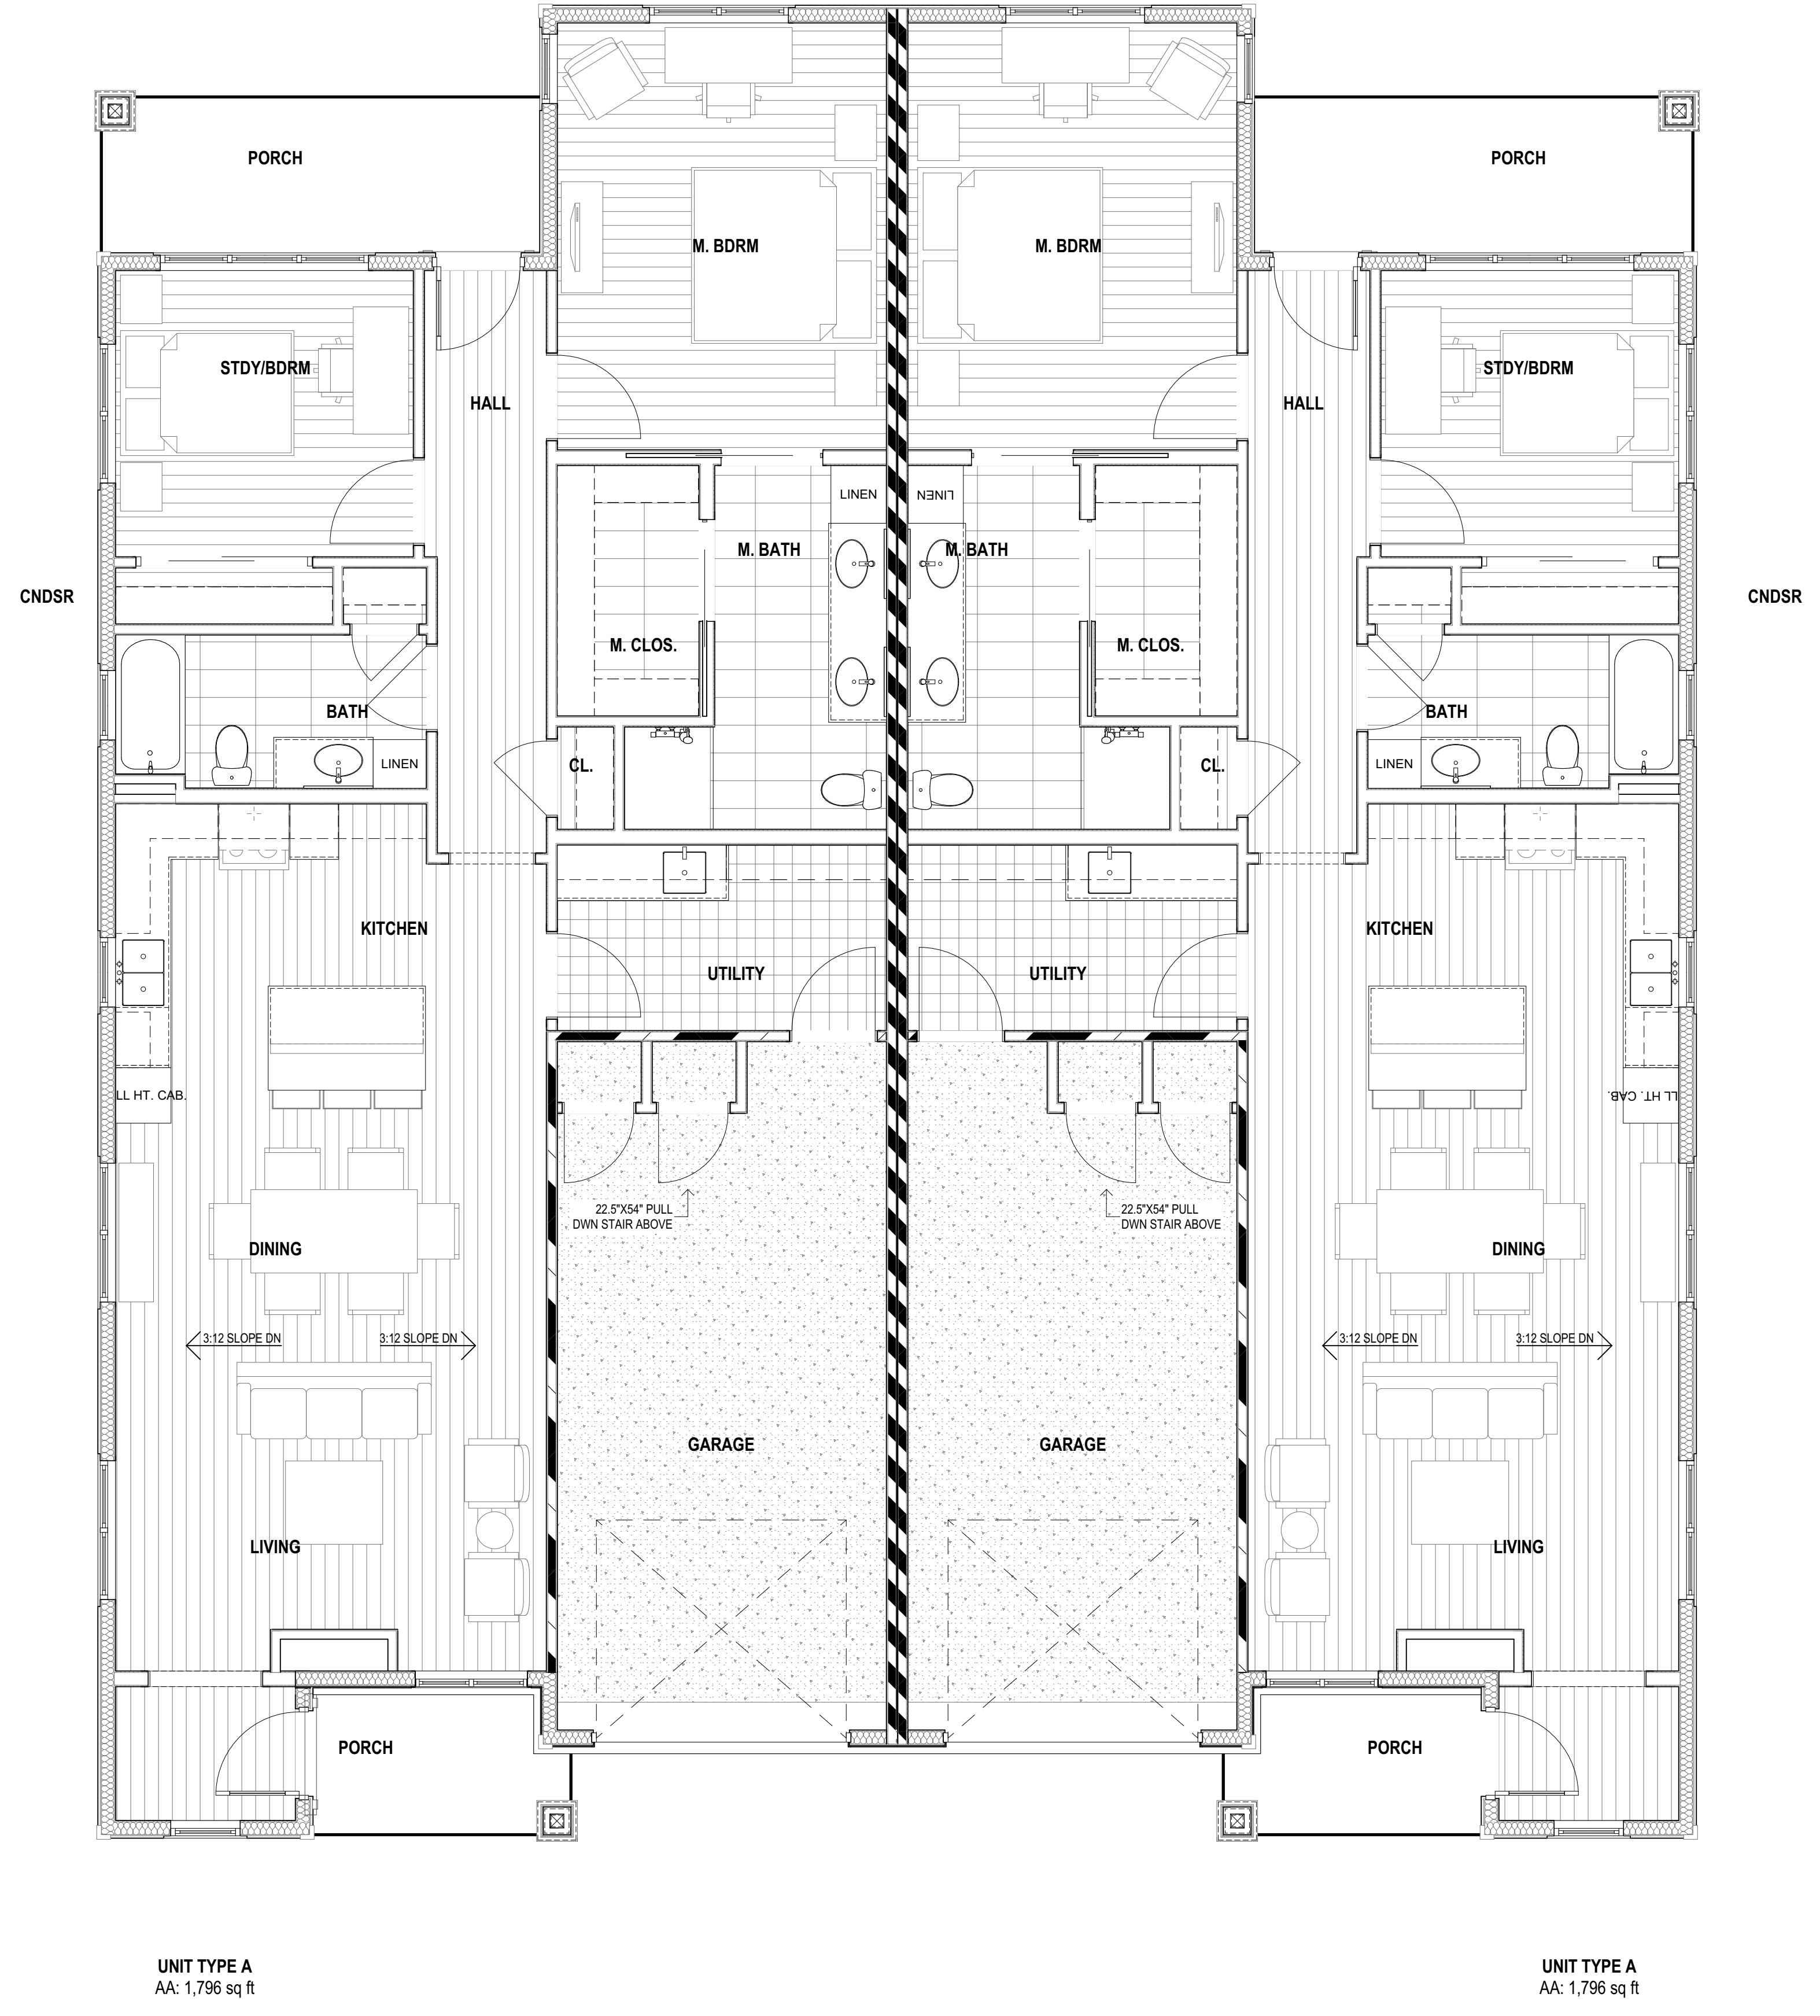 PORCH
PORCH
M. BDRM
M. BDRM
STDY/BDRM
STDY/BDRM
HALL
HALL
LINEN
LINEN
M. BATH
M. BATH
CNDSR
CNDSR
M. CLOS.
M. CLOS.
BATH
BATH
LINEN
CL.
CL.
LINEN
KITCHEN
KITCHEN
UTILITY
UTILITY
LL HT. CAB.
LL HT. CAB.
22.5"X54" PULL
DWN STAIR ABOVE
22.5"X54" PULL
DWN STAIR ABOVE
DINING
DINING
3:12 SLOPE DN
3:12 SLOPE DN
3:12 SLOPE DN
3:12 SLOPE DN
GARAGE
GARAGE
LIVING
LIVING
PORCH
PORCH
UNIT TYPE A
AA: 1,796 sq ft
UNIT TYPE A
AA: 1,796 sq ft